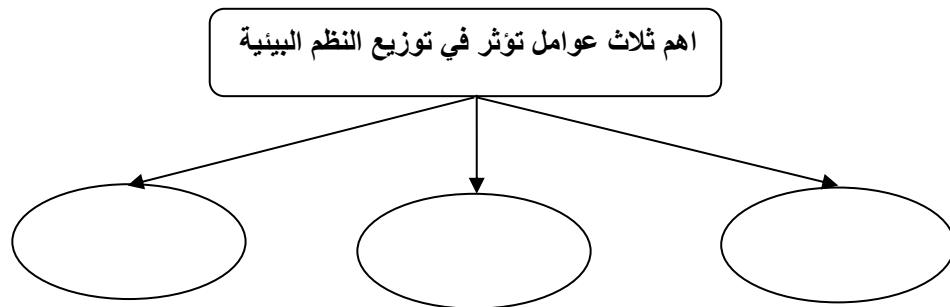 اهم ثلاث عوامل تؤثر في توزيع النظم البيئية